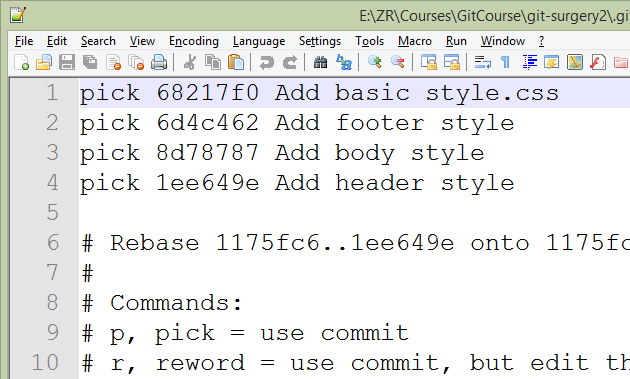 E:\ZR\Courses\GitCourse\git-surgery2\.gi
File Edit Search View Encoding Language Settings Tools Macro Run Window ?
1 pick 68217f0 Add basic style.css
2 pick 6d4c462 Add footer style
3 pick 8d78787 Add body style
4 pick 1ee649e Add header style
5
6 # Rebase 1175fc6..1ee649e onto 1175fc
7 #
8 # Commands:
9 # p, pick = use commit
10 # r, reword = use commit, but edit th